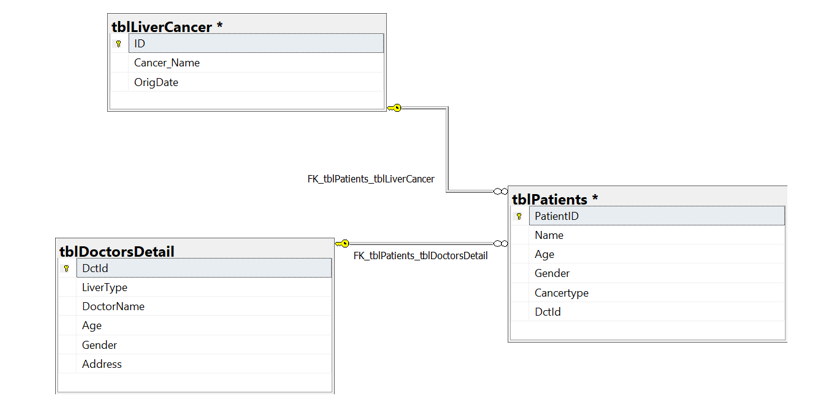 tblLiverCancer *
ID
Cancer_Name
OrigDate
FK_tblPatients_tblLiverCancer
tblPatients *
PatientID
Name
Age
Gender
Cancertype
DctId
FK_tblPatients_tblDoctorsDetail
tblDoctorsDetail
DctId
LiverType
DoctorName
Age
Gender
Address